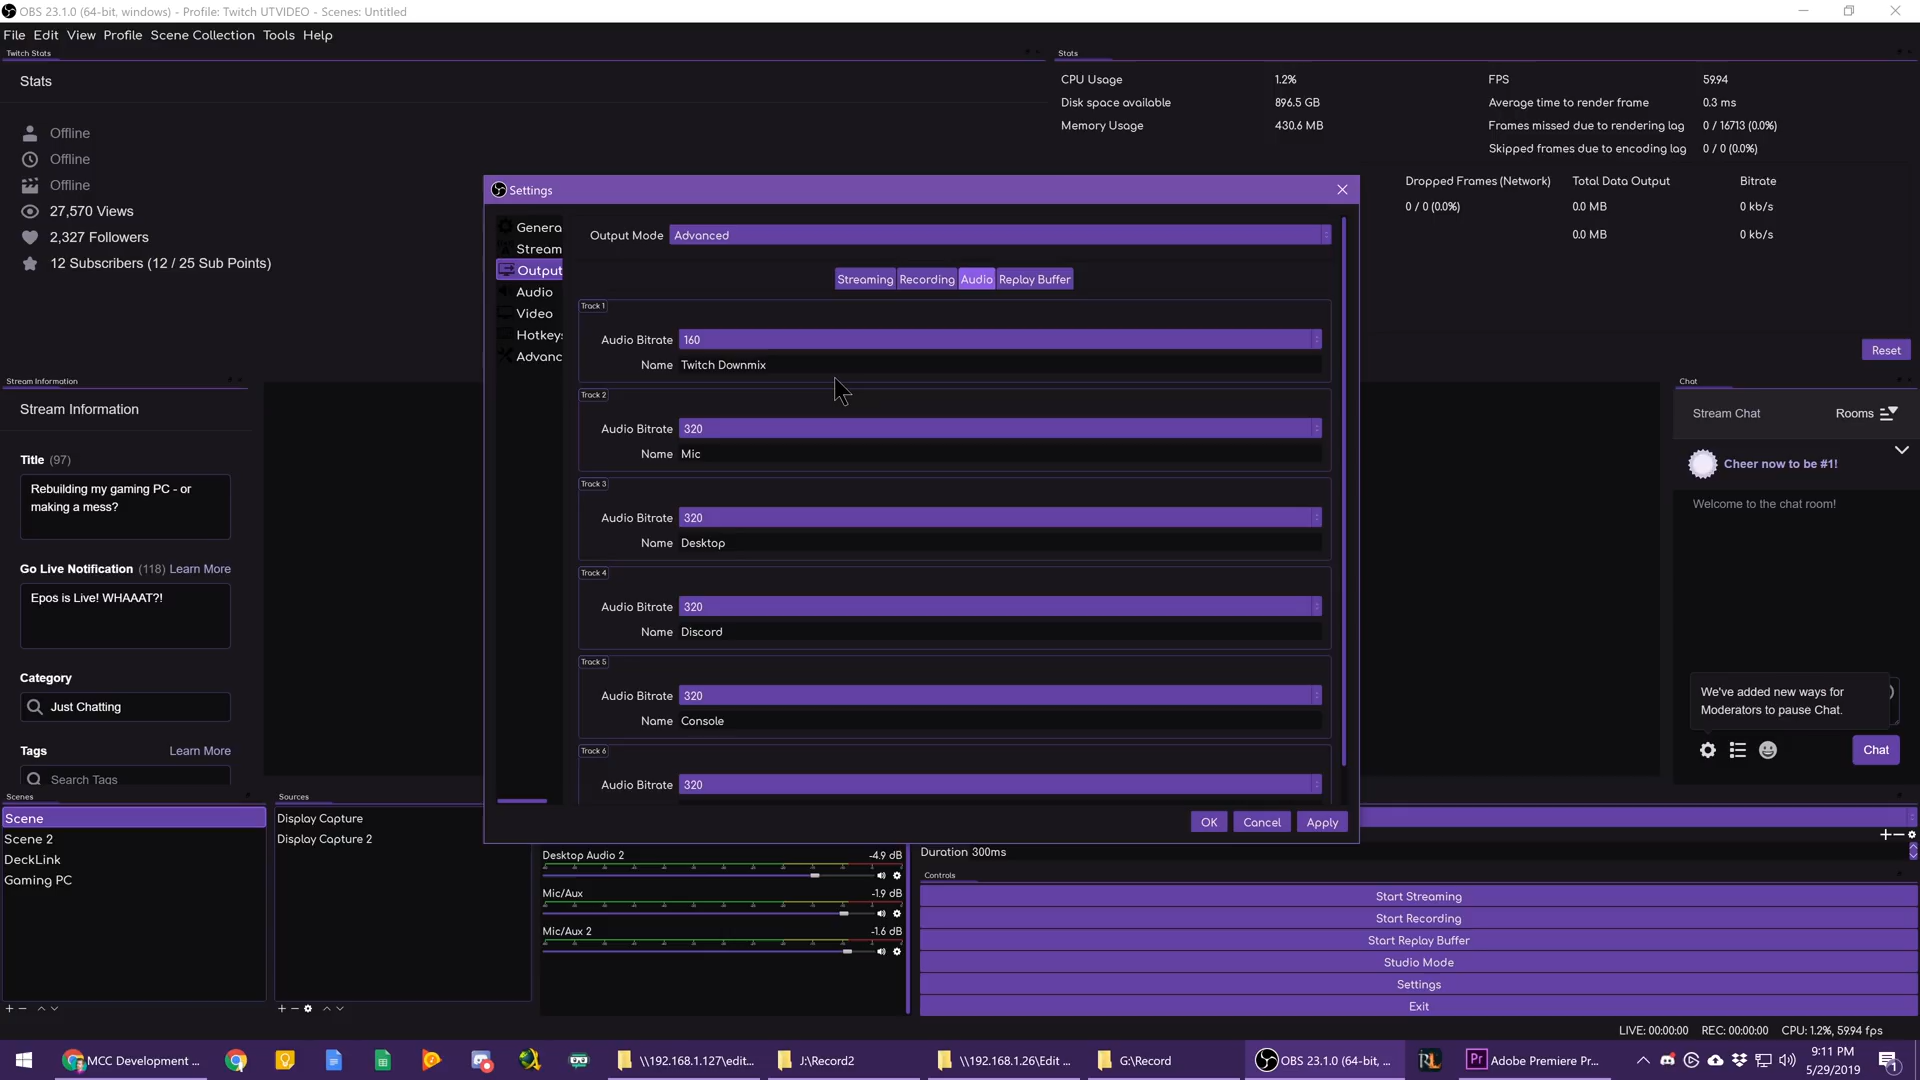 OBS 23.1.0 (64-bit, windows) - Profile: Twitch UTVIDEO - Scenes: Untitled
File Edit View Profile Scene Collection Tools Help
Twitch Stats
Stats
Offline
Offline
Offline
27,570 Views
2,327 Followers
12 Subscribers (12 / 25 Sub Points)
Stats
CPU Usage 1.2% FPS 59.94
Disk space available 896.5 GB Average time to render frame 0.3 ms
Memory Usage 430.6 MB Frames missed due to rendering lag 0 / 16713 (0.0%)
Skipped frames due to encoding lag 0 / 0 (0.0%)
Dropped Frames (Network) Total Data Output Bitrate
0 / 0 (0.0%) 0.0 MB 0 kb/s
0.0 MB 0 kb/s
Reset
Settings
Genera
Stream
Output
Audio
Video
Hotkeys
Advanc
Output Mode Advanced
Streaming Recording Audio Replay Buffer
Track 1
Audio Bitrate 160
Name Twitch Downmix
Track 2
Audio Bitrate 320
Name Mic
Track 3
Audio Bitrate 320
Name Desktop
Track 4
Audio Bitrate 320
Name Discord
Track 5
Audio Bitrate 320
Name Console
Track 6
Audio Bitrate 320
OK Cancel Apply
Stream Information
Stream Information
Title (97)
Rebuilding my gaming PC - or
making a mess?
Go Live Notification (118) Learn More
Epos is Live! WHAAAT?!
Category
Just Chatting
Tags Learn More
Search Tags
Chat
Stream Chat Rooms
Cheer now to be #1!
Welcome to the chat room!
We've added new ways for
Moderators to pause Chat.
Chat
Scenes
Scene
Scene 2
DeckLink
Gaming PC
Sources
Display Capture
Display Capture 2
Desktop Audio 2 -4.9 dB
Mic/Aux -1.9 dB
Mic/Aux 2 -1.6 dB
Duration 300ms
Controls
Start Streaming
Start Recording
Start Replay Buffer
Studio Mode
Settings
Exit
LIVE: 00:00:00 REC: 00:00:00 CPU: 1.2%, 59.94 fps
MCC Development ...
\\192.168.1.127\edit...
J:\Record2
\\192.168.1.26\Edit ...
G:\Record
OBS 23.1.0 (64-bit, ...
RL
Pr Adobe Premiere Pr...
9:11 PM
5/29/2019
1